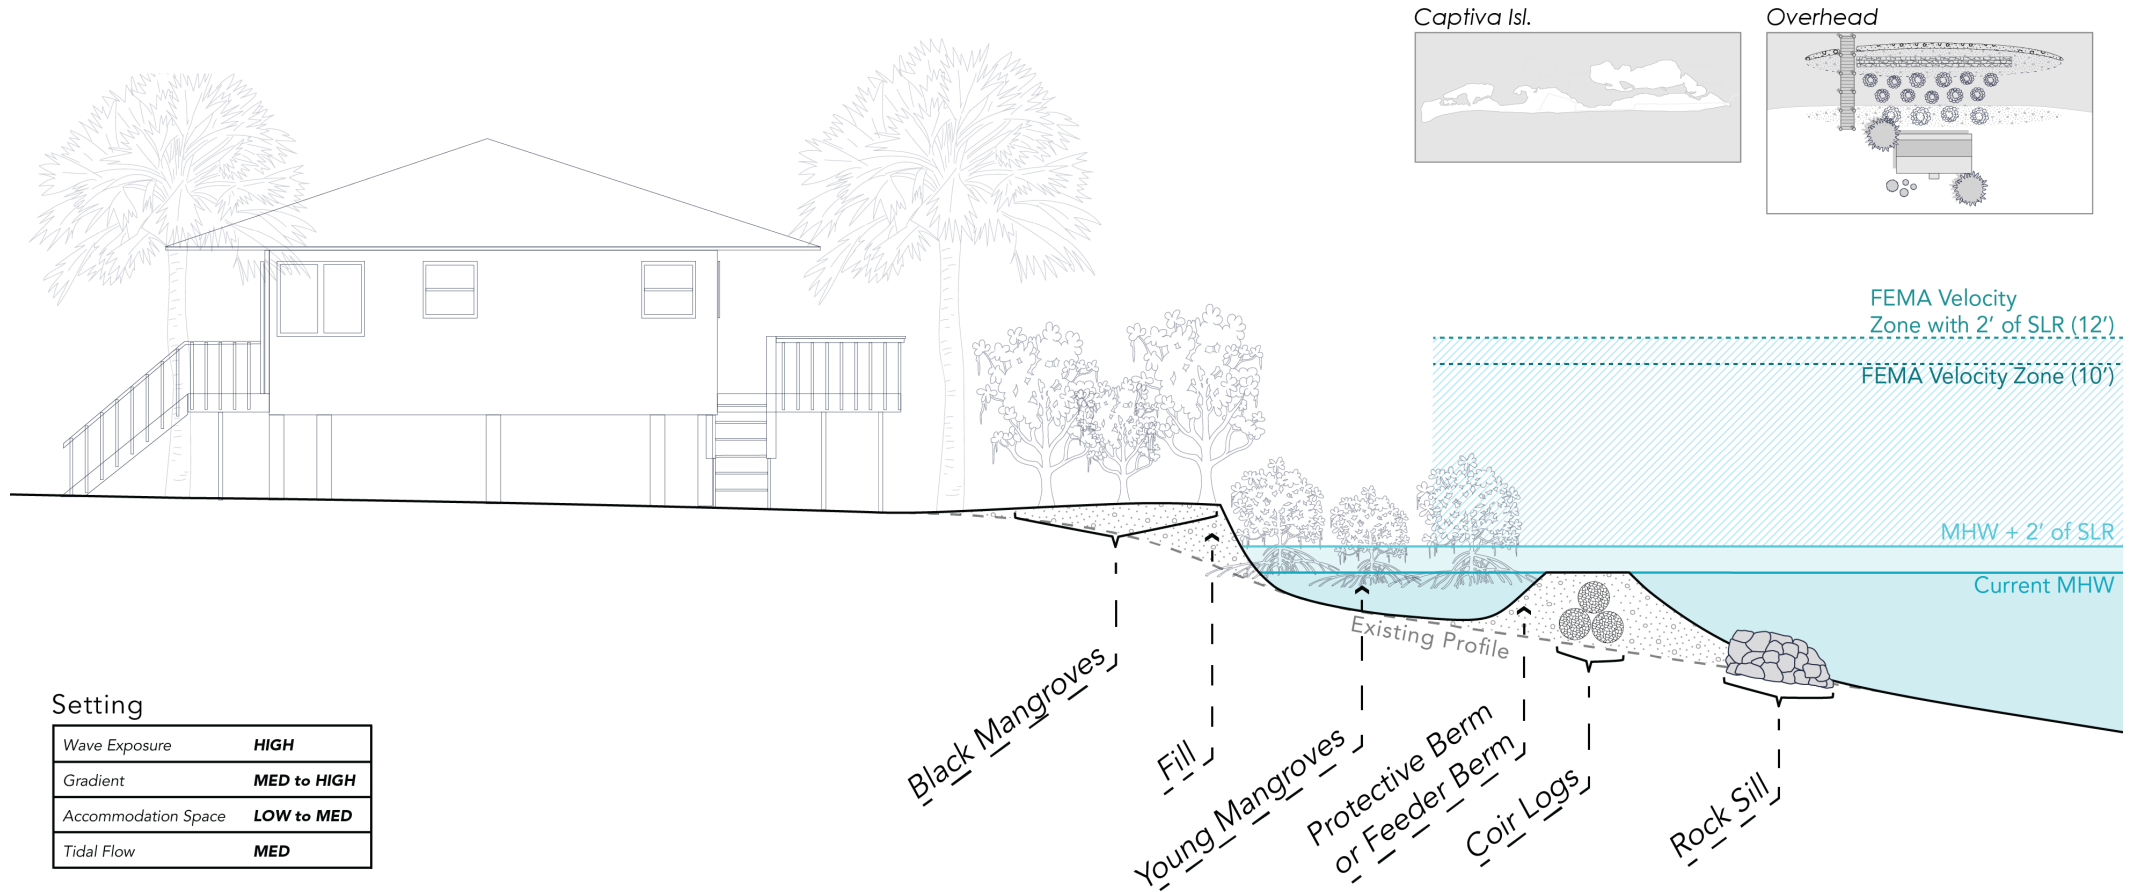 Captiva Isl.
Overhead
FEMA Velocity
Zone with 2’ of SLR (12’)
FEMA Velocity Zone (10’)
MHW + 2’ of SLR
Current MHW
Existing Profile
Black Mangroves
Fill
Young Mangroves
Protective Berm
or Feeder Berm
Coir Logs
Rock Sill
Setting
Wave Exposure HIGH
Gradient MED to HIGH
Accommodation Space LOW to MED
Tidal Flow MED